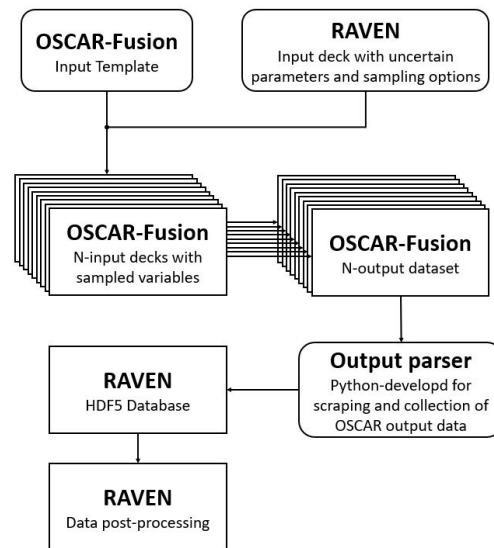 OSCAR-Fusion
Input Template
RAVEN
Input deck with uncertain
parameters and sampling options
OSCAR-Fusion
N-input decks with
sampled variables
OSCAR-Fusion
N-output dataset
Output parser
Python-developd for
scraping and collection of
OSCAR output data
RAVEN
HDF5 Database
RAVEN
Data post-processing